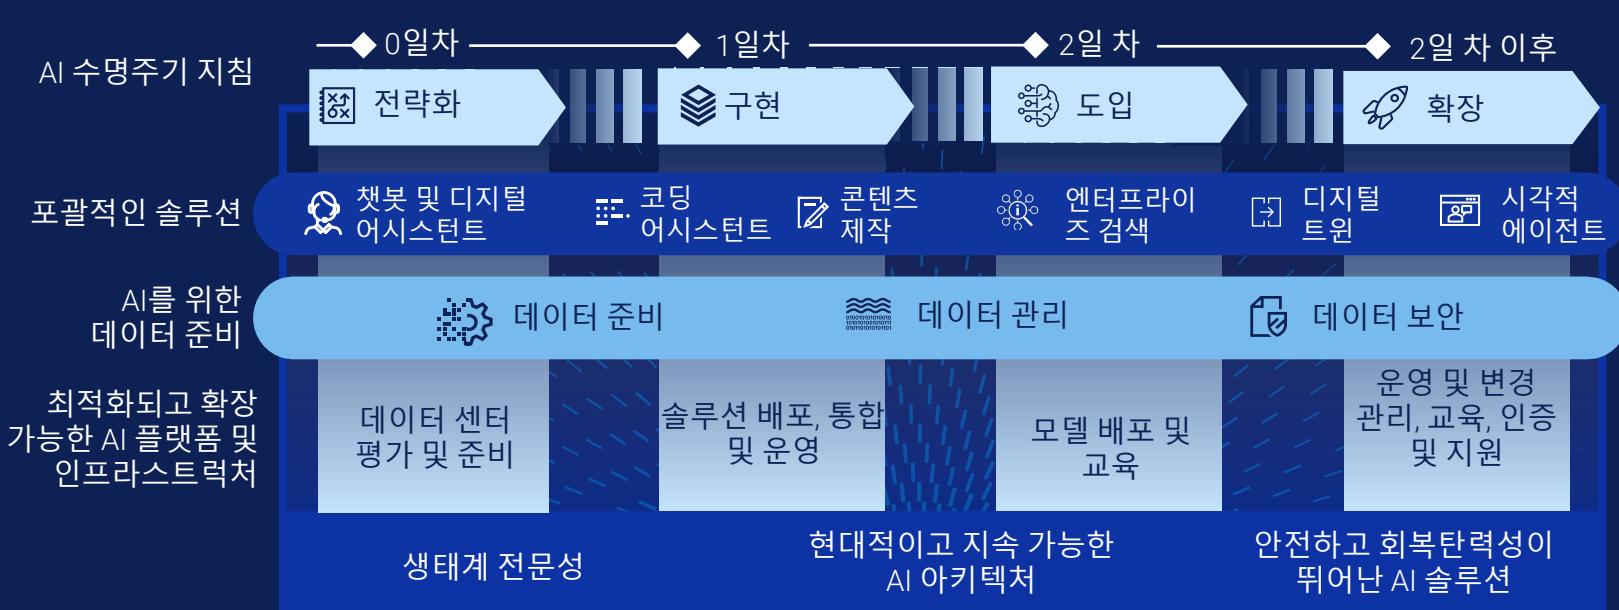 AI 수명주기 지침
0일차
1일차
2일 차
2일 차 이후
전략화
구현
도입
확장
포괄적인 솔루션
챗봇 및 디지털
어시스턴트
코딩
어시스턴트
콘텐츠
제작
엔터프라이
즈 검색
디지털
트윈
시각적
에이전트
AI를 위한
데이터 준비
데이터 준비
데이터 관리
데이터 보안
최적화되고 확장
가능한 AI 플랫폼 및
인프라스트럭처
데이터 센터
평가 및 준비
솔루션 배포, 통합
및 운영
모델 배포 및
교육
운영 및 변경
관리, 교육, 인증
및 지원
생태계 전문성
현대적이고 지속 가능한
AI 아키텍처
안전하고 회복탄력성이
뛰어난 AI 솔루션